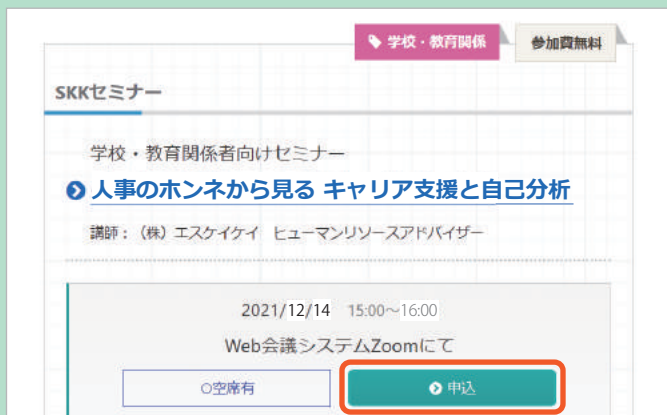 学校・教育関係
参加費無料
SKKセミナー
学校・教育関係者向けセミナー
人事のホンネから見る キャリア支援と自己分析
講師：（株）エスケイケイ ヒューマンリソースアドバイザー
2021/12/14 15:00～16:00
Web会議システムZoomにて
○空席有
申込